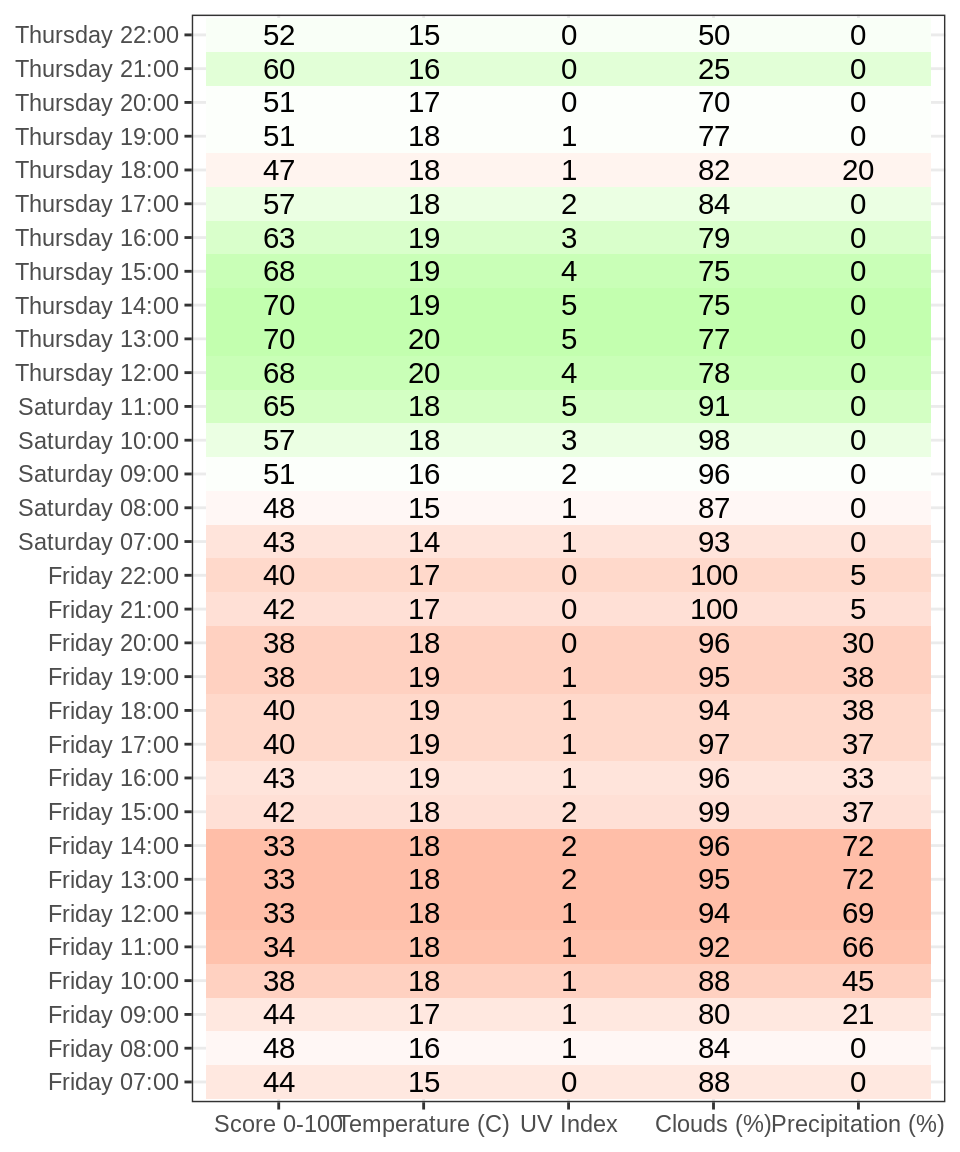 Thursday 22:00 52 15 0 50 0
Thursday 21:00 60 16 0 25 0
Thursday 20:00 51 17 0 70 0
Thursday 19:00 51 18 1 77 0
Thursday 18:00 47 18 1 82 20
Thursday 17:00 57 18 2 84 0
Thursday 16:00 63 19 3 79 0
Thursday 15:00 68 19 4 75 0
Thursday 14:00 70 19 5 75 0
Thursday 13:00 70 20 5 77 0
Thursday 12:00 68 20 4 78 0
Saturday 11:00 65 18 5 91 0
Saturday 10:00 57 18 3 98 0
Saturday 09:00 51 16 2 96 0
Saturday 08:00 48 15 1 87 0
Saturday 07:00 43 14 1 93 0
Friday 22:00 40 17 0 100 5
Friday 21:00 42 17 0 100 5
Friday 20:00 38 18 0 96 30
Friday 19:00 38 19 1 95 38
Friday 18:00 40 19 1 94 38
Friday 17:00 40 19 1 97 37
Friday 16:00 43 19 1 96 33
Friday 15:00 42 18 2 99 37
Friday 14:00 33 18 2 96 72
Friday 13:00 33 18 2 95 72
Friday 12:00 33 18 1 94 69
Friday 11:00 34 18 1 92 66
Friday 10:00 38 18 1 88 45
Friday 09:00 44 17 1 80 21
Friday 08:00 48 16 1 84 0
Friday 07:00 44 15 0 88 0
Score 0-100 Temperature (C) UV Index Clouds (%) Precipitation (%)